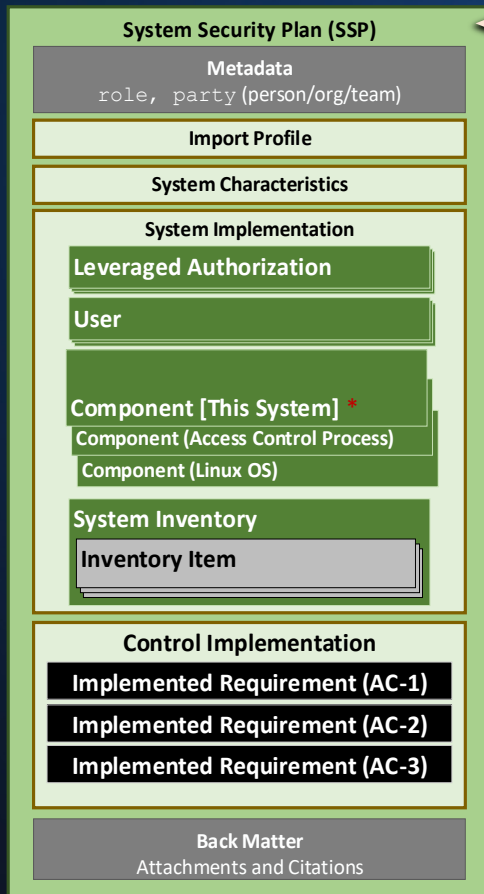 System Security Plan (SSP)
Metadata
role, party (person/org/team)
Import Profile
System Characteristics
System Implementation
Leveraged Authorization
User
Component [This System] *
Component (Access Control Process)
Component (Linux OS)
System Inventory
Inventory Item
Control Implementation
Implemented Requirement (AC-1)
Implemented Requirement (AC-2)
Implemented Requirement (AC-3)
Back Matter
Attachments and Citations